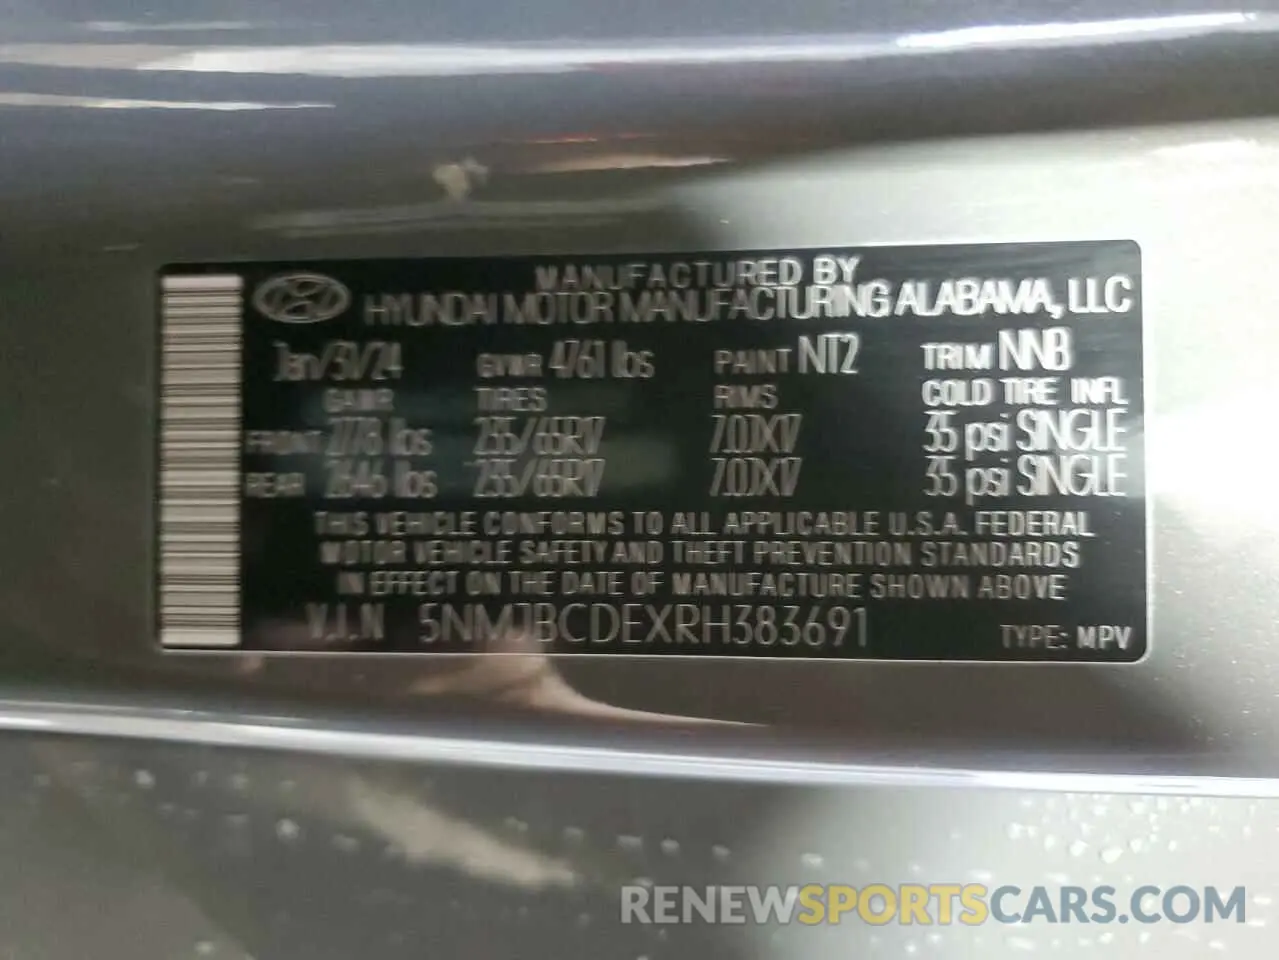 MANUFACTURED BY
HYUNDAI MOTOR MANUFACTURING ALABAMA, LLC
Jan/31/24 GVWR 4761 lbs PAINT NT2 TRIM NNB
GAWR TIRES RIMS COLD TIRE INFL
FRONT 2778 lbs 235/65R17 7.0JX17 35 psi SINGLE
REAR 2646 lbs 235/65R17 7.0JX17 35 psi SINGLE
THIS VEHICLE CONFORMS TO ALL APPLICABLE U.S.A. FEDERAL
MOTOR VEHICLE SAFETY AND THEFT PREVENTION STANDARDS
IN EFFECT ON THE DATE OF MANUFACTURE SHOWN ABOVE
V.I.N 5NMJBCDEXRH383691 TYPE: MPV
RENEWSPORTSCARS.COM